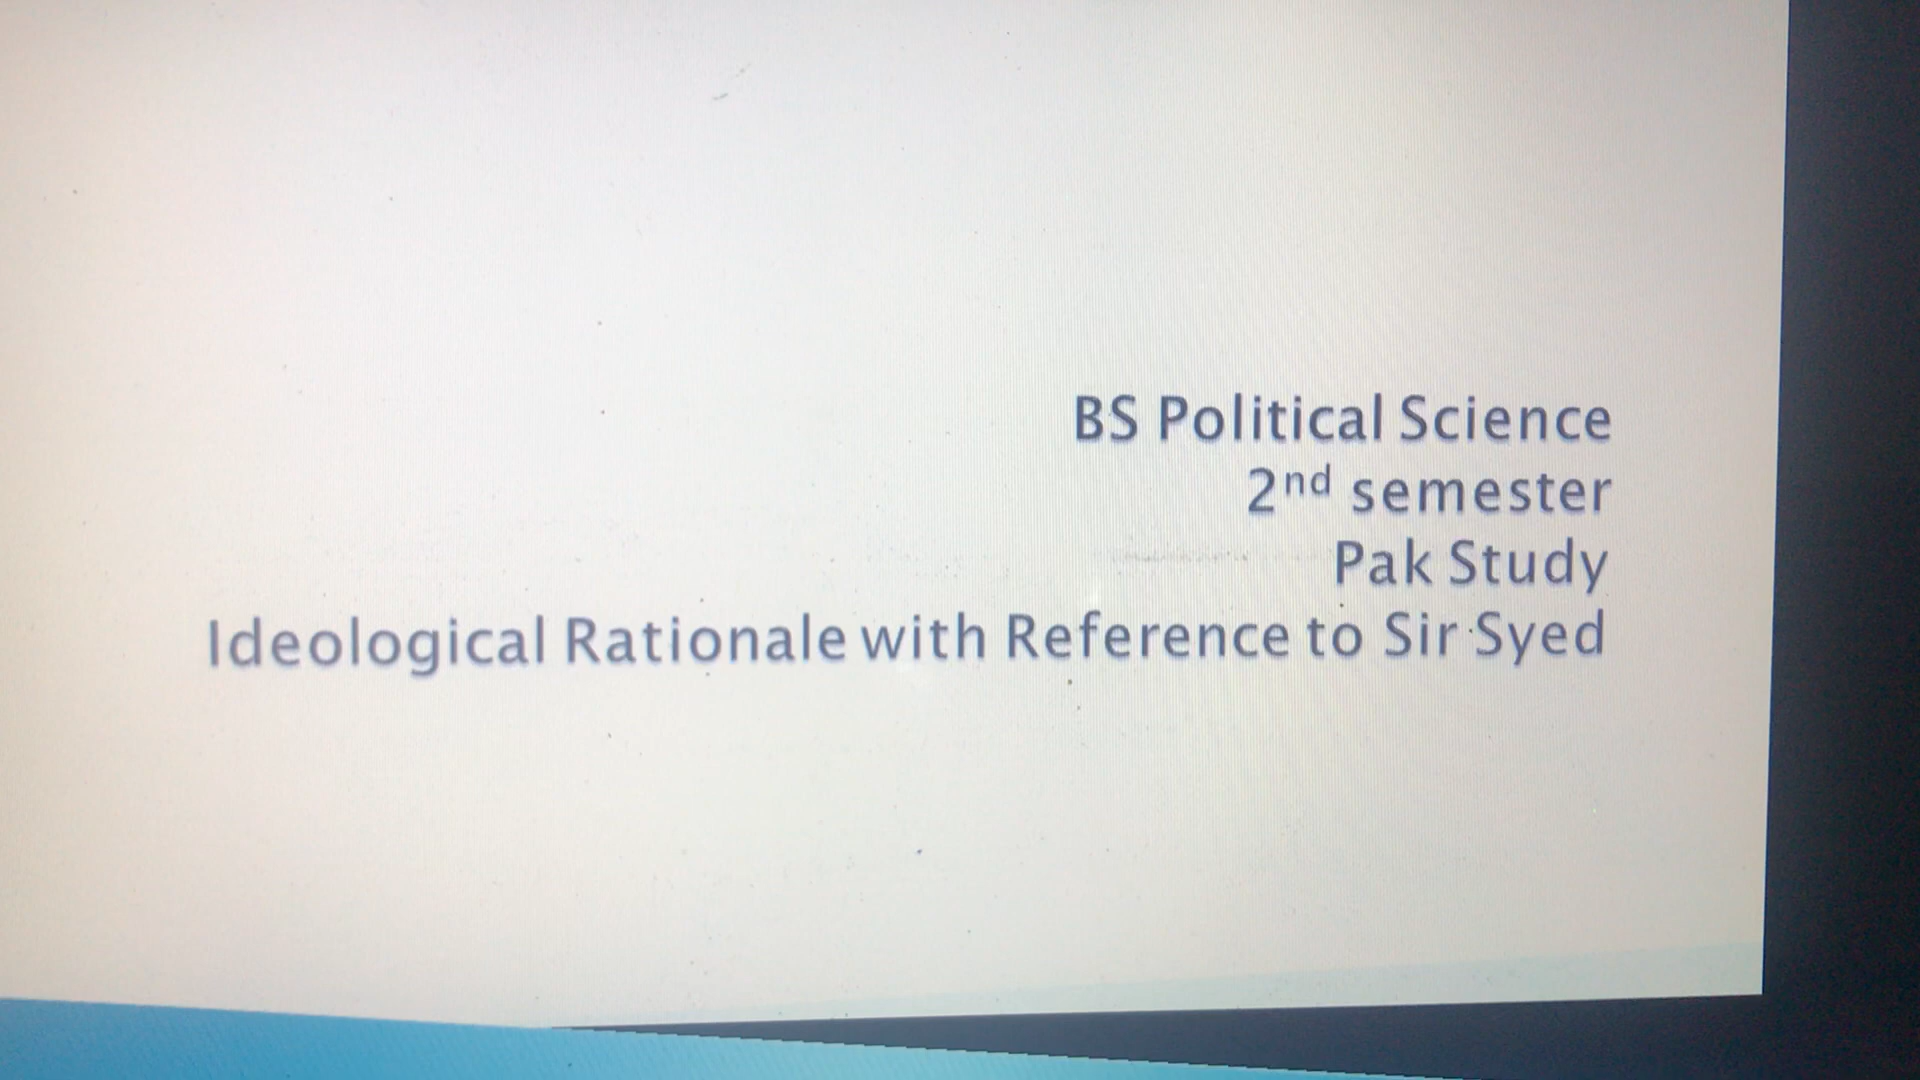 BS Political Science
2nd semester
Pak Study
Ideological Rationale with Reference to Sir Syed